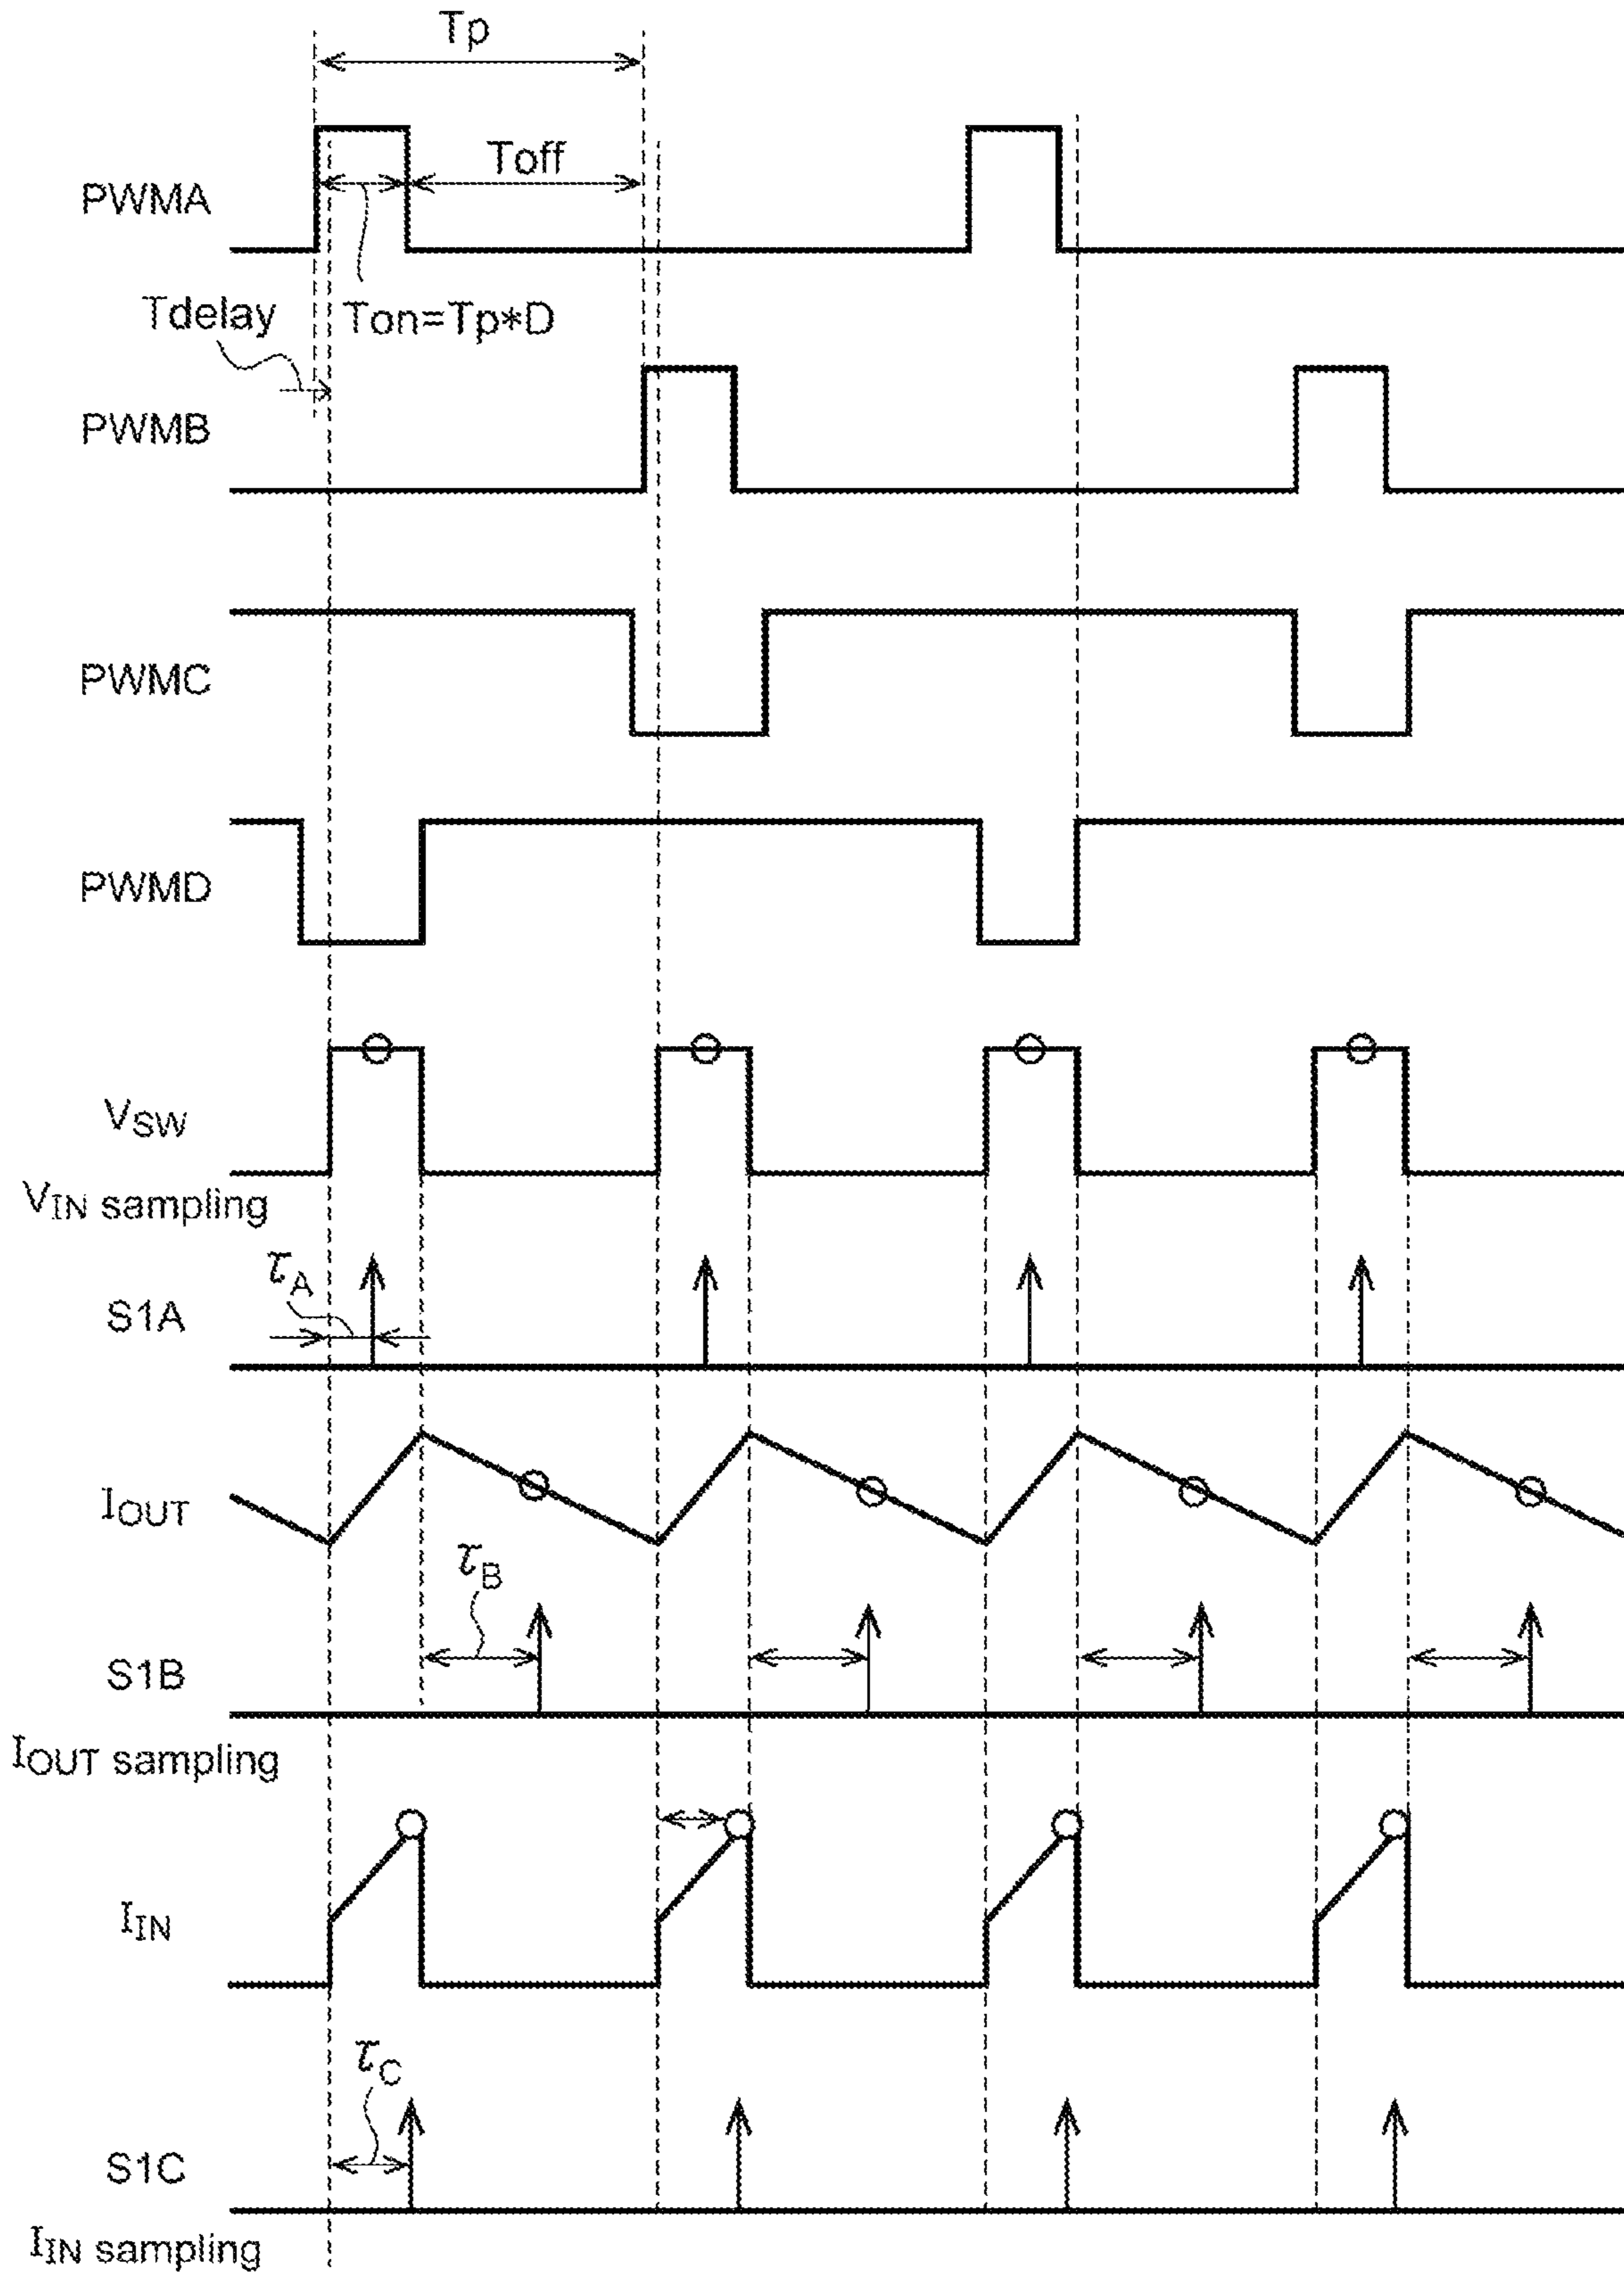 Tp
Toff
PWMA
Tdelay
Ton=Tp*D
PWMB
PWMC
PWMD
VSW
VIN sampling
τA
S1A
IOUT
τB
S1B
IOUT sampling
IIN
τC
S1C
IIN sampling